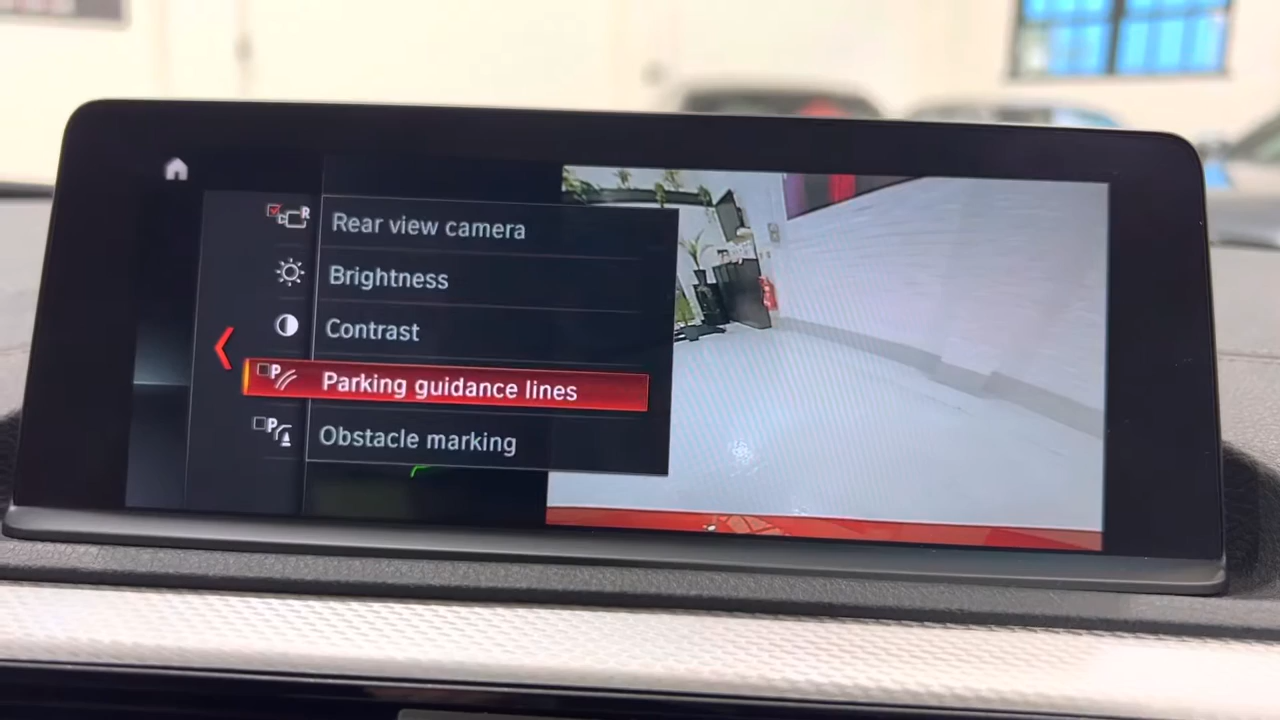 R
Rear view camera
Brightness
Contrast
P
Parking guidance lines
P
Obstacle marking